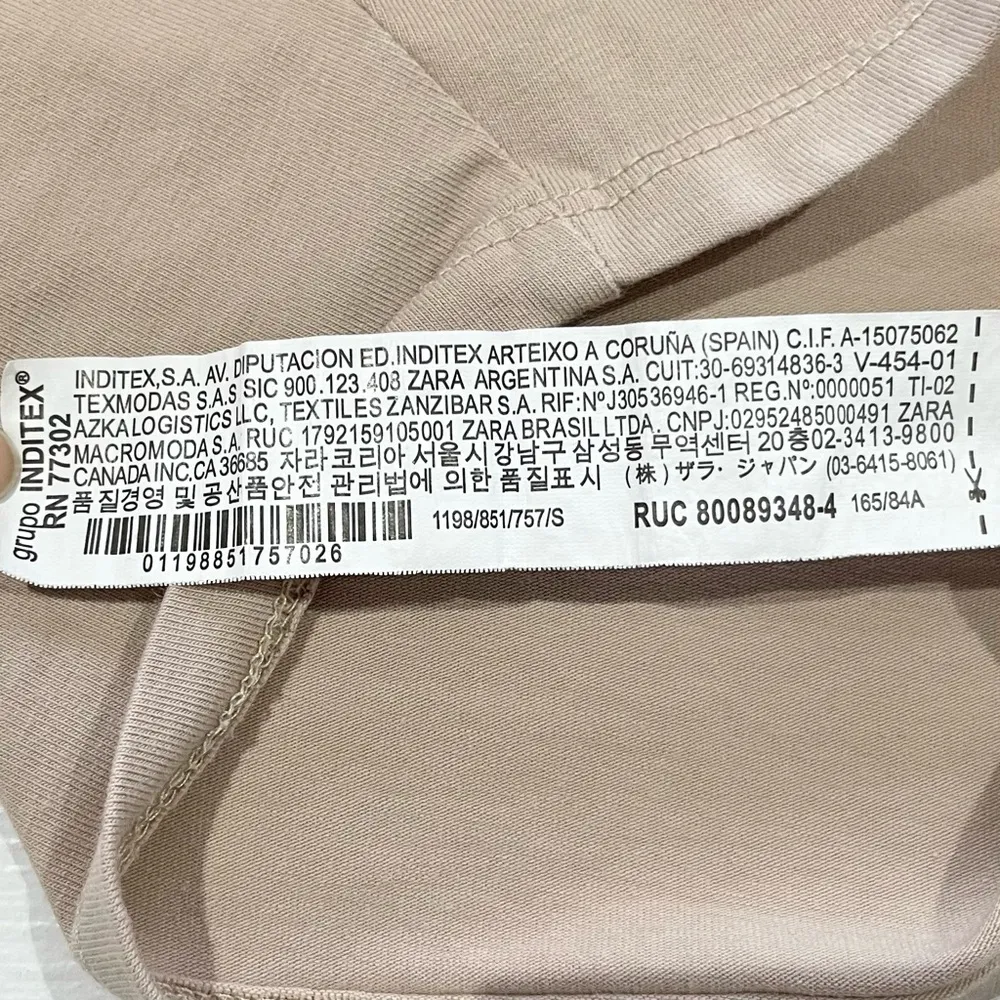 grupo INDITEX®
RN 77302
INDITEX,S.A. AV. DIPUTACION ED.INDITEX ARTEIXO A CORUÑA (SPAIN) C.I.F. A-15075062
TEXMODAS S.A.S SIC 900.123.408 ZARA ARGENTINA S.A. CUIT:30-69314836-3 V-454-01
AZKA LOGISTICS LLC, TEXTILES ZANZIBAR S.A. RIF:NºJ30536946-1 REG.Nº:0000051 TI-02
MACROMODA S.A. RUC 1792159105001 ZARA BRASIL LTDA. CNPJ:02952485000491 ZARA
CANADA INC.CA 36685 자라코리아 서울시강남구삼성동 무역센터 20층02-3413-9800
품질경영 및 공산품안전 관리법에 의한 품질표시 (株) ザラ・ジャパン (03-6415-8061)
1198/851/757/S RUC 80089348-4 165/84A
01198851757026